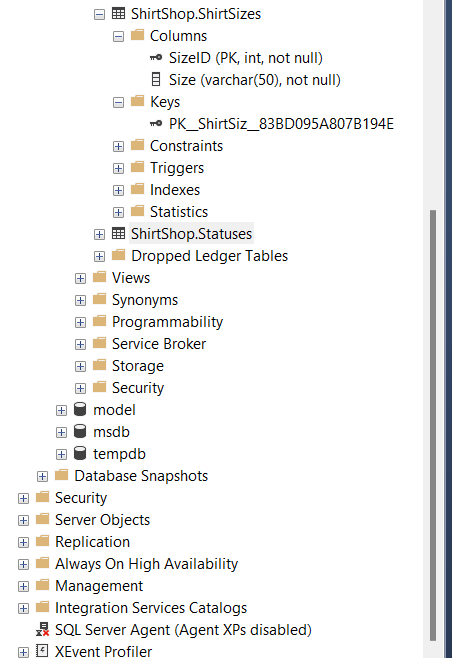 ShirtShop.ShirtSizes
Columns
SizeID (PK, int, not null)
Size (varchar(50), not null)
Keys
PK__ShirtSiz__83BD095A807B194E
Constraints
Triggers
Indexes
Statistics
ShirtShop.Statuses
Dropped Ledger Tables
Views
Synonyms
Programmability
Service Broker
Storage
Security
model
msdb
tempdb
Database Snapshots
Security
Server Objects
Replication
Always On High Availability
Management
Integration Services Catalogs
SQL Server Agent (Agent XPs disabled)
XEvent Profiler